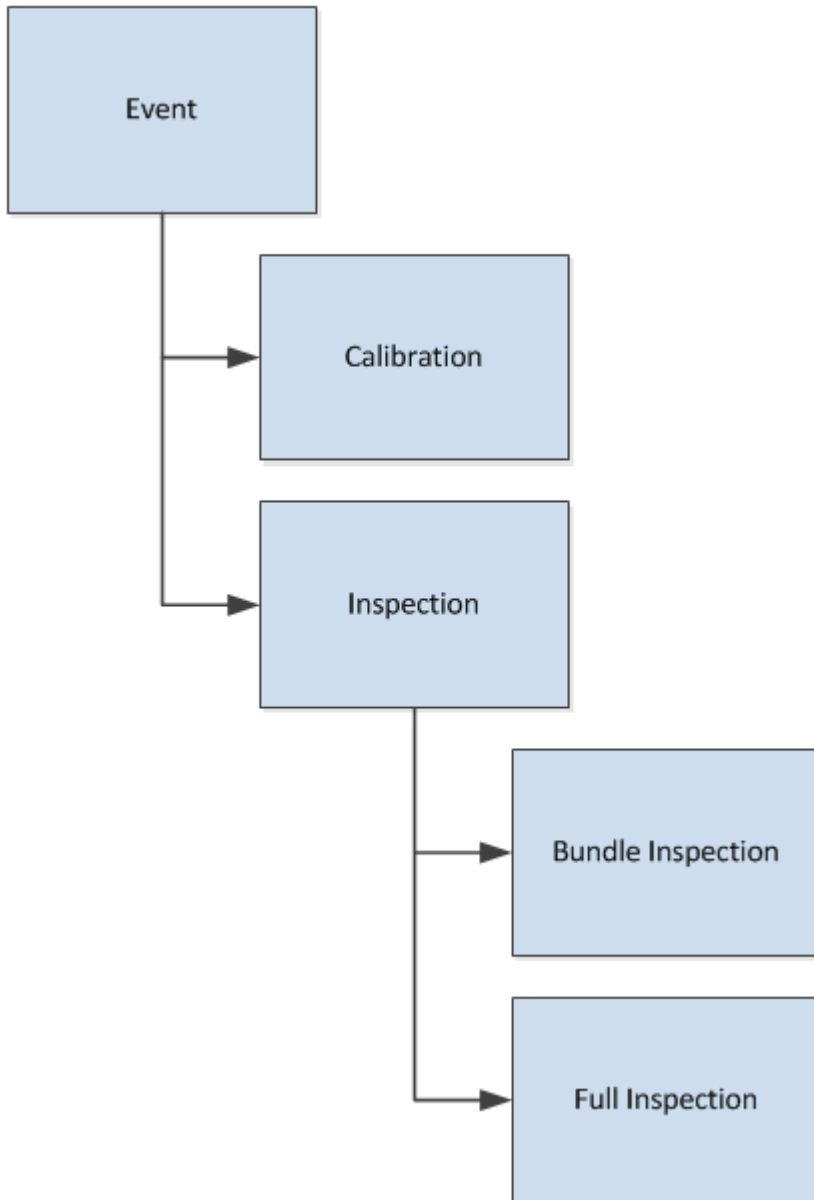 Event
Calibration
Inspection
Bundle Inspection
Full Inspection